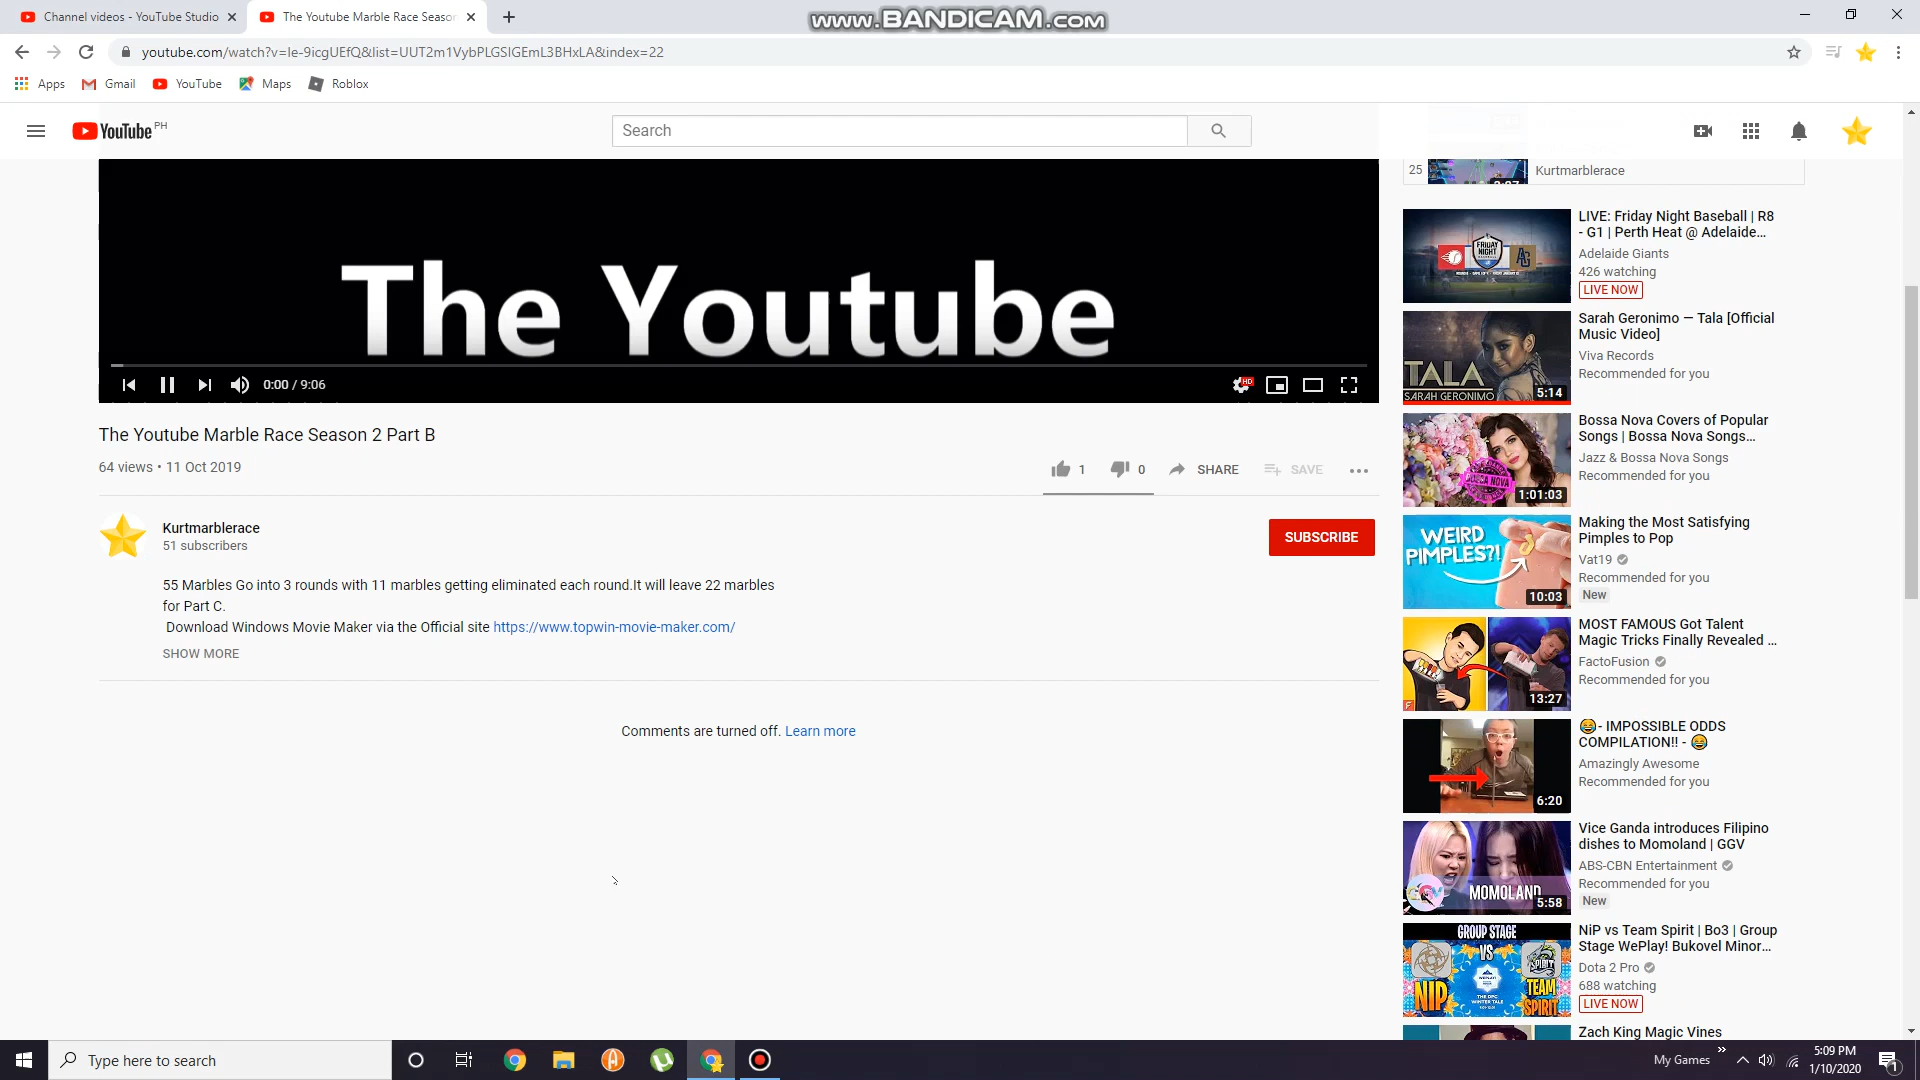 Channel videos - YouTube Studio
The Youtube Marble Race Season
www.BANDICAM.com
youtube.com/watch?v=Ie-9icgUEfQ&list=UUT2m1VybPLGSIGEmL3BHxLA&index=22
Apps
Gmail
YouTube
Maps
Roblox
YouTube PH
Search
The Youtube
0:00 / 9:06
HD
The Youtube Marble Race Season 2 Part B
64 views • 11 Oct 2019
1
0
SHARE
SAVE
Kurtmarblerace
51 subscribers
SUBSCRIBE
55 Marbles Go into 3 rounds with 11 marbles getting eliminated each round.It will leave 22 marbles
for Part C.
Download Windows Movie Maker via the Official site https://www.topwin-movie-maker.com/
SHOW MORE
Comments are turned off. Learn more
25
Kurtmarblerace
FRIDAY
NIGHT
LIVE: Friday Night Baseball | R8
- G1 | Perth Heat @ Adelaide...
Adelaide Giants
426 watching
LIVE NOW
TALA
SARAH GERONIMO
5:14
Sarah Geronimo — Tala [Official
Music Video]
Viva Records
Recommended for you
BOSSA NOVA
1:01:03
Bossa Nova Covers of Popular
Songs | Bossa Nova Songs...
Jazz & Bossa Nova Songs
Recommended for you
WEIRD
PIMPLES?!
10:03
Making the Most Satisfying
Pimples to Pop
Vat19
Recommended for you
New
13:27
MOST FAMOUS Got Talent
Magic Tricks Finally Revealed ...
FactoFusion
Recommended for you
6:20
😂- IMPOSSIBLE ODDS
COMPILATION!! - 😂
Amazingly Awesome
Recommended for you
MOMOLAND
5:58
Vice Ganda introduces Filipino
dishes to Momoland | GGV
ABS-CBN Entertainment
Recommended for you
New
GROUP STAGE
VS
NIP
TEAM
SPIRIT
NiP vs Team Spirit | Bo3 | Group
Stage WePlay! Bukovel Minor...
Dota 2 Pro
688 watching
LIVE NOW
Zach King Magic Vines
Type here to search
My Games
5:09 PM
1/10/2020
1